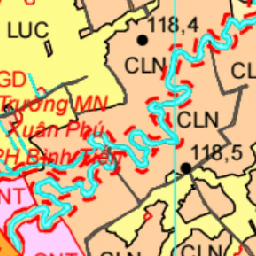 LUC
118,4
CLN
CL
GD
Trường MN
Xuân Phú
CLN
PH Bình Tiến
118,5
NT
CLN
CLN
ONT